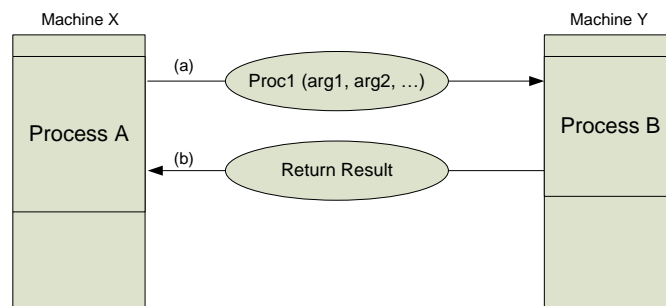 Machine X
Machine Y
(a)
Proc1 (arg1, arg2, …)
Process A
Process B
(b)
Return Result